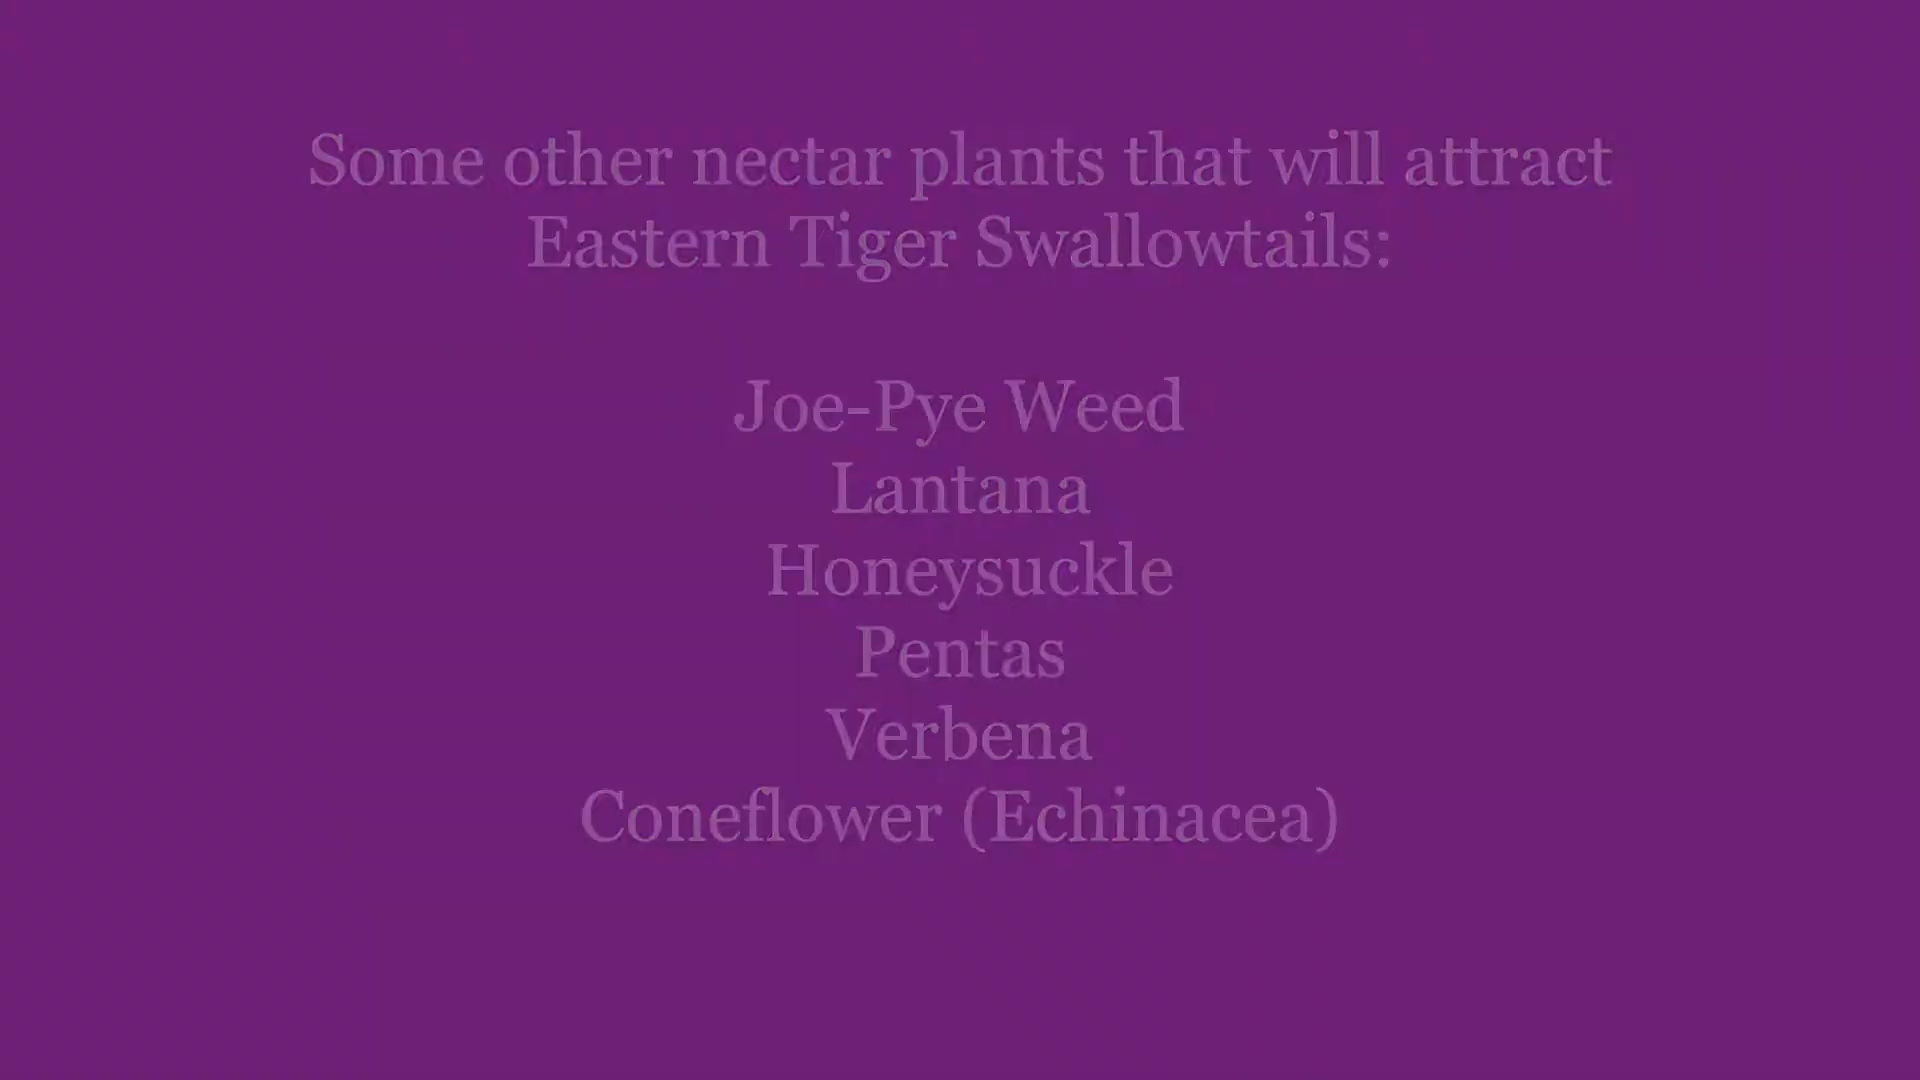 Some other nectar plants that will attract
Eastern Tiger Swallowtails:
Joe-Pye Weed
Lantana
Honeysuckle
Pentas
Verbena
Coneflower (Echinacea)